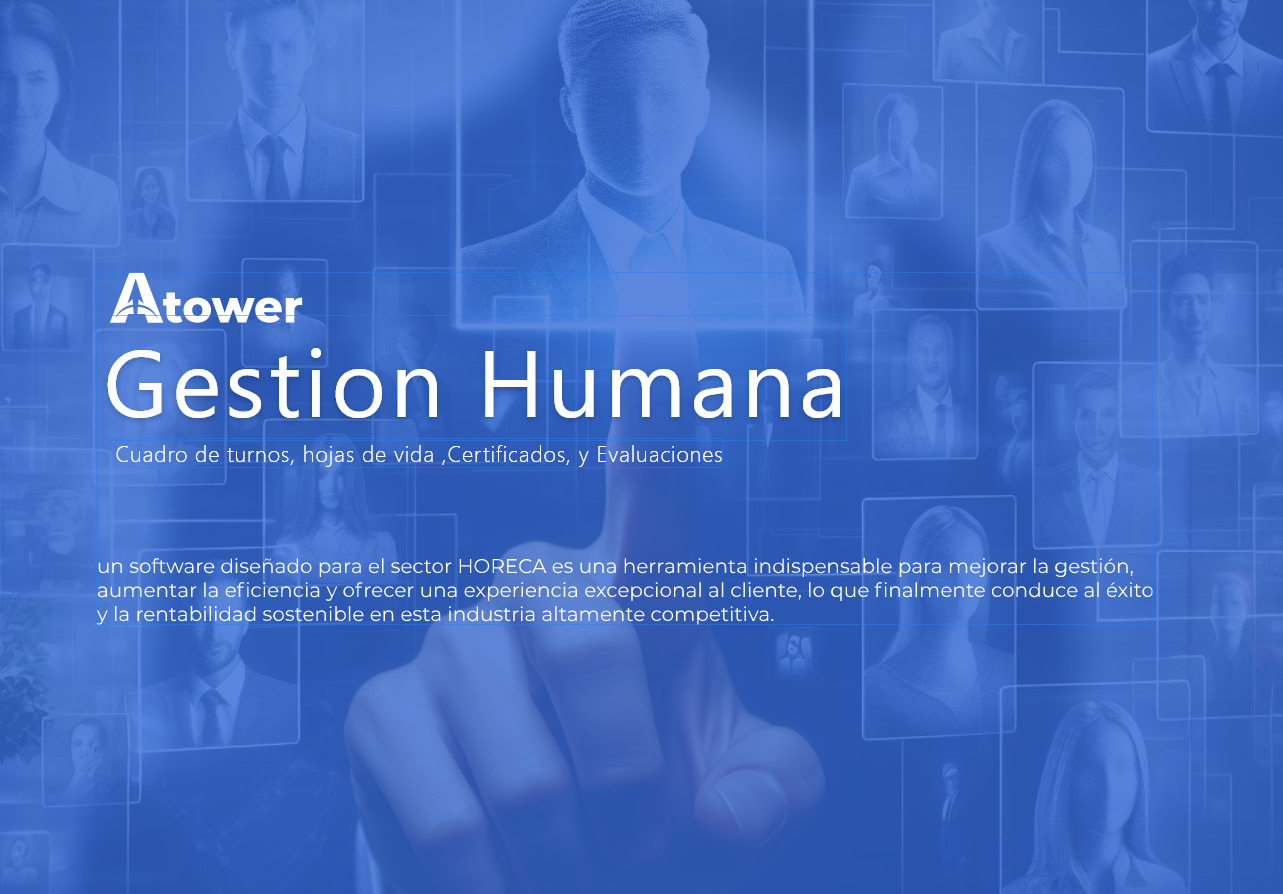 Atower
Gestion Humana
Cuadro de turnos, hojas de vida ,Certificados, y Evaluaciones
un software diseñado para el sector HORECA es una herramienta indispensable para mejorar la gestión,
aumentar la eficiencia y ofrecer una experiencia excepcional al cliente, lo que finalmente conduce al éxito
y la rentabilidad sostenible en esta industria altamente competitiva.